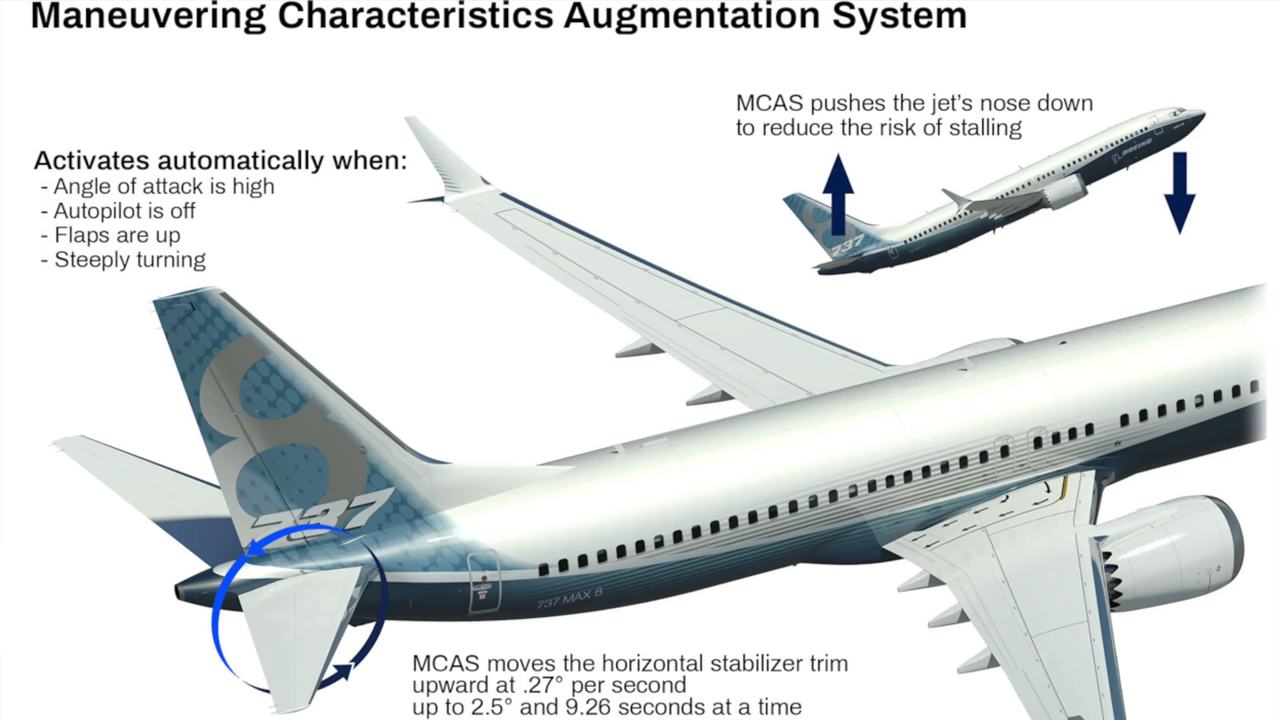 Maneuvering Characteristics Augmentation System
MCAS pushes the jet's nose down
to reduce the risk of stalling
Activates automatically when:
- Angle of attack is high
- Autopilot is off
- Flaps are up
- Steeply turning
BOEING
737
8
737
737 MAX 8
MCAS moves the horizontal stabilizer trim
upward at .27° per second
up to 2.5° and 9.26 seconds at a time